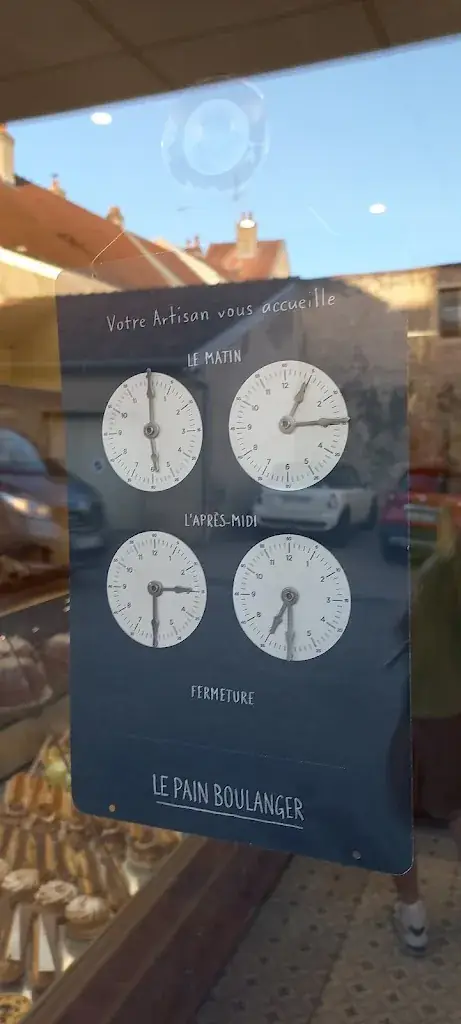 Votre Artisan vous accueille
LE MATIN
L'APRÈS-MIDI
FERMETURE
LE PAIN BOULANGER